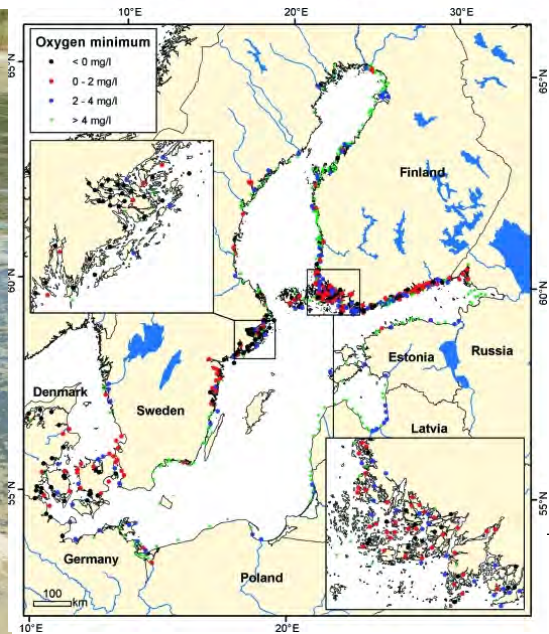 10°E 20°E 30°E
Oxygen minimum
< 0 mg/l
0 - 2 mg/l
2 - 4 mg/l
> 4 mg/l
65°N 65°N
Finland
60°N 60°N
Estonia Russia
Denmark
Sweden
Latvia
55°N 55°N
Germany
Poland
100 km
10°E 20°E